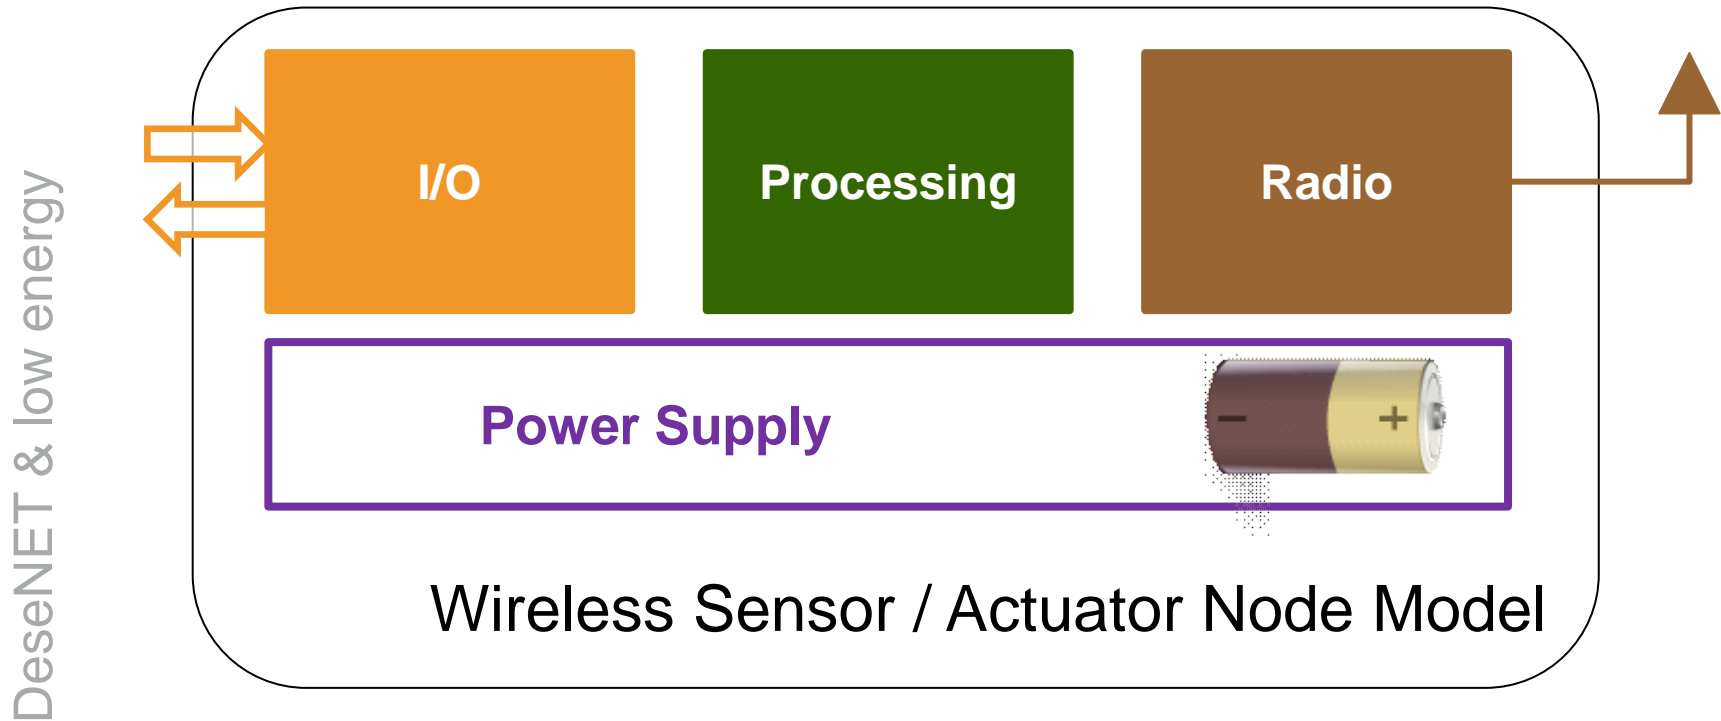 DeseNET & low energy
I/O
Processing
Radio
Power Supply
Wireless Sensor / Actuator Node Model